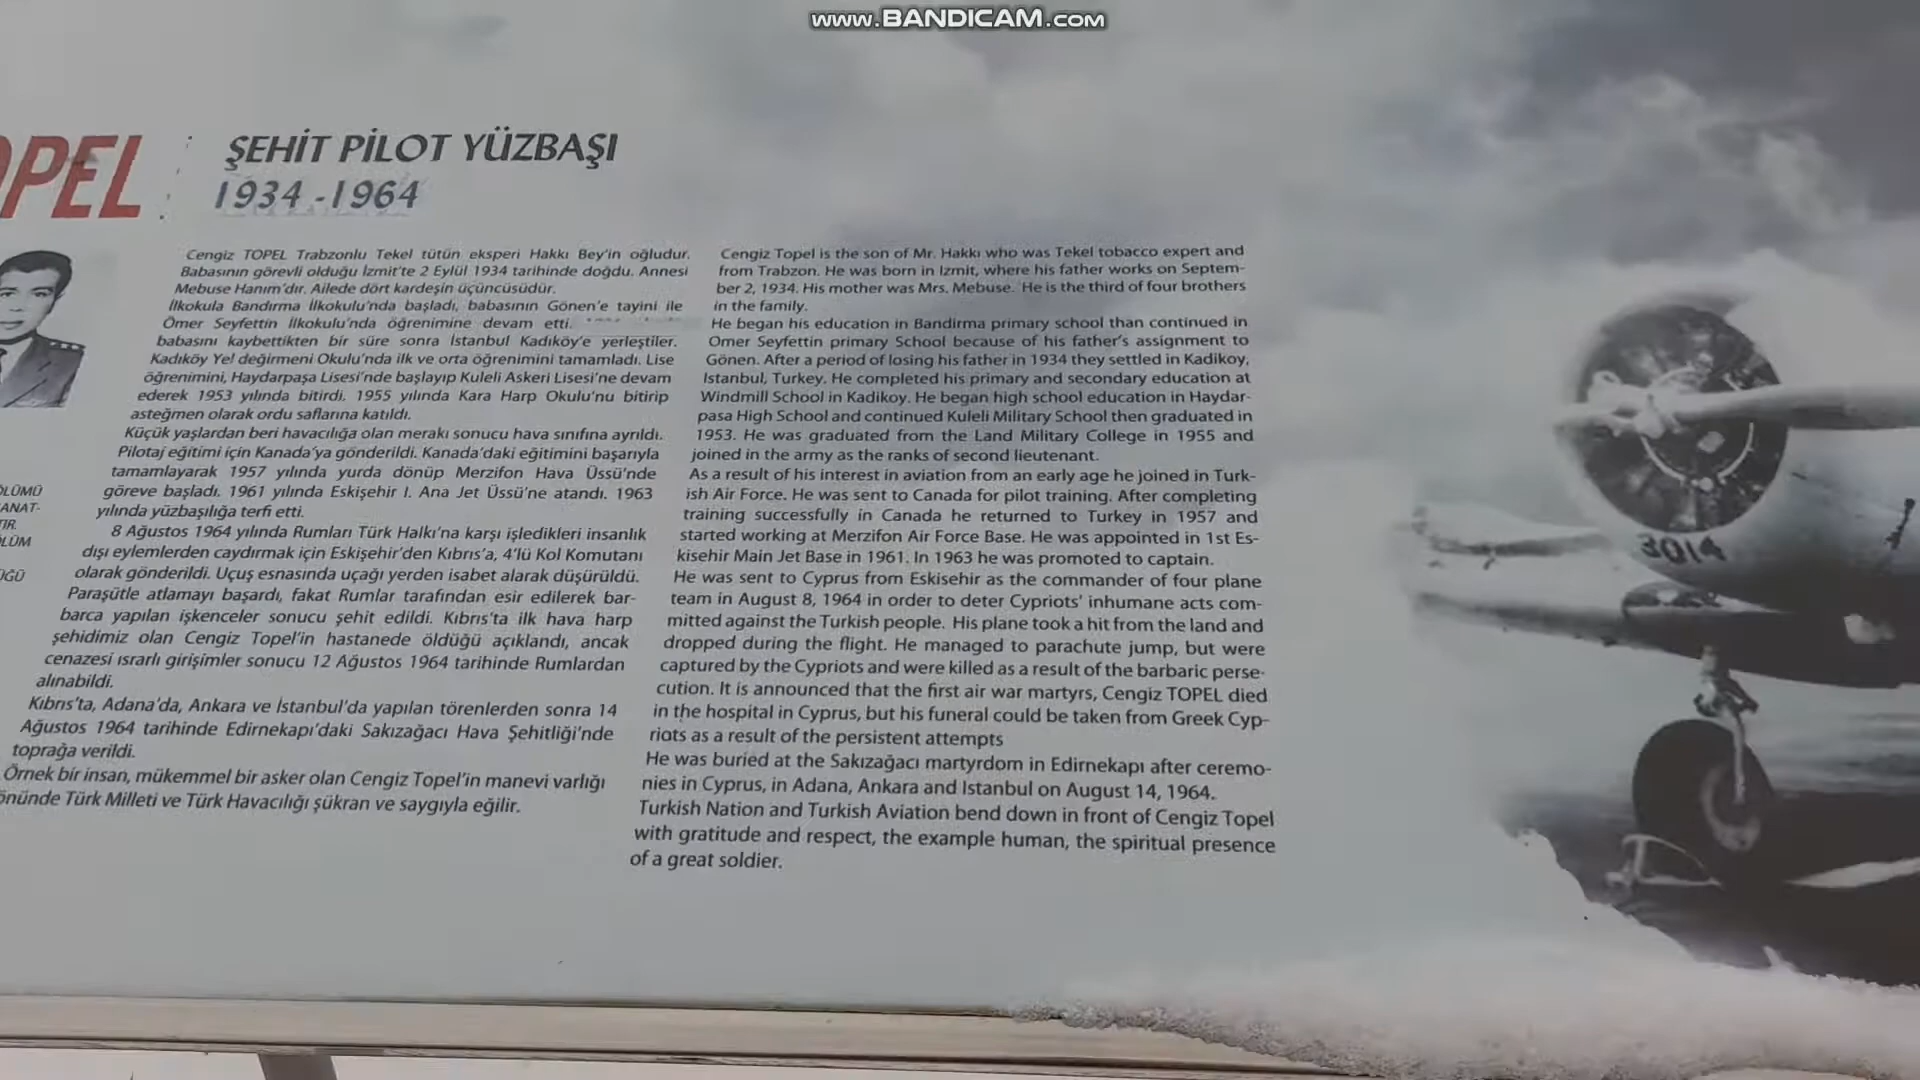 www.BANDICAM.com
OPEL
ŞEHİT PİLOT YÜZBAŞI
1934 -1964
Cengiz TOPEL Trabzonlu Tekel tütün eksperi Hakkı Bey'in oğludur.
Babasının görevli olduğu İzmit'te 2 Eylül 1934 tarihinde doğdu. Annesi
Mebuse Hanım'dır. Ailede dört kardeşin üçüncüsüdür.
İlkokula Bandırma İlkokulu'nda başladı, babasının Gönen'e tayini ile
Ömer Seyfettin İlkokulu'nda öğrenimine devam etti.
babasını kaybettikten bir süre sonra İstanbul Kadıköy'e yerleştiler.
Kadıköy Yel değirmeni Okulu'nda ilk ve orta öğrenimini tamamladı. Lise
öğrenimini, Haydarpaşa Lisesi'nde başlayıp Kuleli Askeri Lisesi'ne devam
ederek 1953 yılında bitirdi. 1955 yılında Kara Harp Okulu'nu bitirip
asteğmen olarak ordu saflarına katıldı.
Küçük yaşlardan beri havacılığa olan merakı sonucu hava sınıfına ayrıldı.
Pilotaj eğitimi için Kanada'ya gönderildi. Kanada'daki eğitimini başarıyla
tamamlayarak 1957 yılında yurda dönüp Merzifon Hava Üssü'nde
göreve başladı. 1961 yılında Eskişehir I. Ana Jet Üssü'ne atandı. 1963
yılında yüzbaşılığa terfi etti.
8 Ağustos 1964 yılında Rumları Türk Halkı'na karşı işledikleri insanlık
dışı eylemlerden caydırmak için Eskişehir'den Kıbrıs'a, 4'lü Kol Komutanı
olarak gönderildi. Uçuş esnasında uçağı yerden isabet alarak düşürüldü.
Paraşütle atlamayı başardı, fakat Rumlar tarafından esir edilerek bar-
barca yapılan işkenceler sonucu şehit edildi. Kıbrıs'ta ilk hava harp
şehidimiz olan Cengiz Topel'in hastanede öldüğü açıklandı, ancak
cenazesi ısrarlı girişimler sonucu 12 Ağustos 1964 tarihinde Rumlardan
alınabildi.
Kıbrıs'ta, Adana'da, Ankara ve İstanbul'da yapılan törenlerden sonra 14
Ağustos 1964 tarihinde Edirnekapı'daki Sakızağacı Hava Şehitliği'nde
toprağa verildi.
Örnek bir insan, mükemmel bir asker olan Cengiz Topel'in manevi varlığı
önünde Türk Milleti ve Türk Havacılığı şükran ve saygıyla eğilir.
Cengiz Topel is the son of Mr. Hakkı who was Tekel tobacco expert and
from Trabzon. He was born in Izmit, where his father works on Septem-
ber 2, 1934. His mother was Mrs. Mebuse. He is the third of four brothers
in the family.
He began his education in Bandirma primary school than continued in
Omer Seyfettin primary School because of his father's assignment to
Gönen. After a period of losing his father in 1934 they settled in Kadikoy,
Istanbul, Turkey. He completed his primary and secondary education at
Windmill School in Kadikoy. He began high school education in Haydar-
pasa High School and continued Kuleli Military School then graduated in
1953. He was graduated from the Land Military College in 1955 and
joined in the army as the ranks of second lieutenant.
As a result of his interest in aviation from an early age he joined in Turk-
ish Air Force. He was sent to Canada for pilot training. After completing
training successfully in Canada he returned to Turkey in 1957 and
started working at Merzifon Air Force Base. He was appointed in 1st Es-
kisehir Main Jet Base in 1961. In 1963 he was promoted to captain.
He was sent to Cyprus from Eskisehir as the commander of four plane
team in August 8, 1964 in order to deter Cypriots' inhumane acts com-
mitted against the Turkish people. His plane took a hit from the land and
dropped during the flight. He managed to parachute jump, but were
captured by the Cypriots and were killed as a result of the barbaric perse-
cution. It is announced that the first air war martyrs, Cengiz TOPEL died
in the hospital in Cyprus, but his funeral could be taken from Greek Cyp-
riots as a result of the persistent attempts
He was buried at the Sakızağacı martyrdom in Edirnekapı after ceremo-
nies in Cyprus, in Adana, Ankara and Istanbul on August 14, 1964.
Turkish Nation and Turkish Aviation bend down in front of Cengiz Topel
with gratitude and respect, the example human, the spiritual presence
of a great soldier.
ÖLÜMÜ
ANAT-
TIR.
ÖLÜM
ÜĞÜ
3014